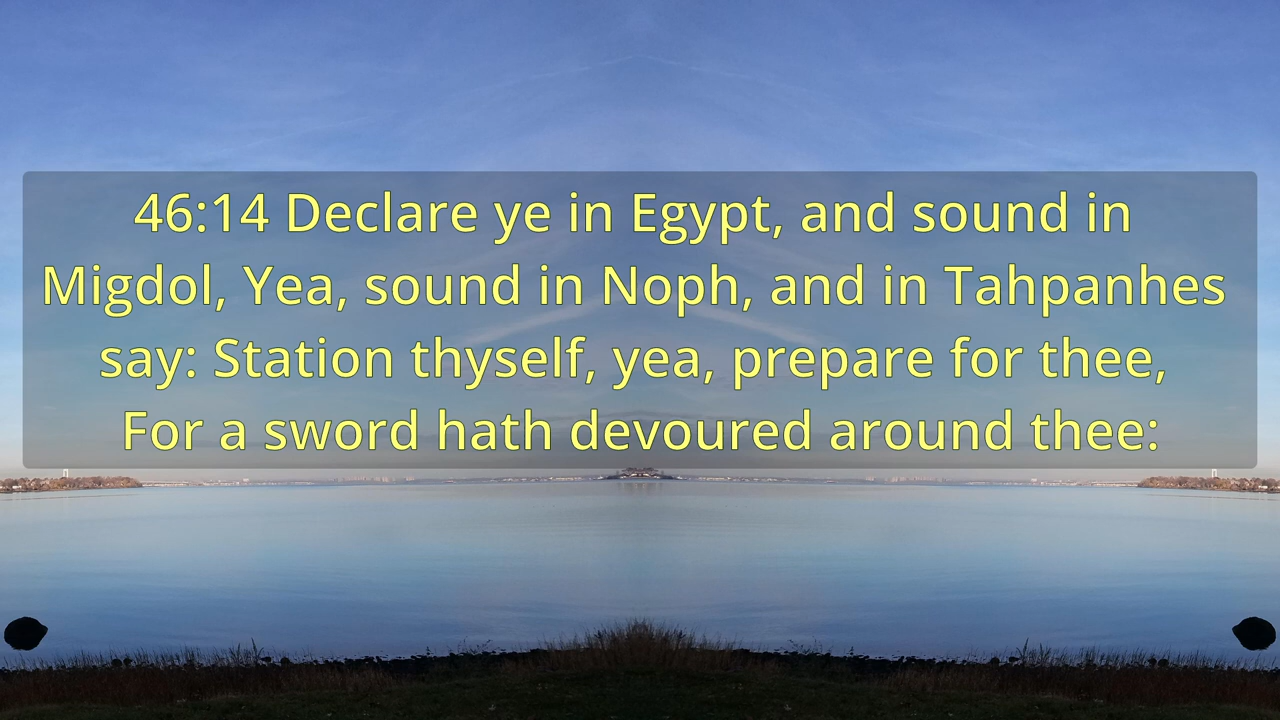 46:14 Declare ye in Egypt, and sound in
Migdol, Yea, sound in Noph, and in Tahpanhes
say: Station thyself, yea, prepare for thee,
For a sword hath devoured around thee: